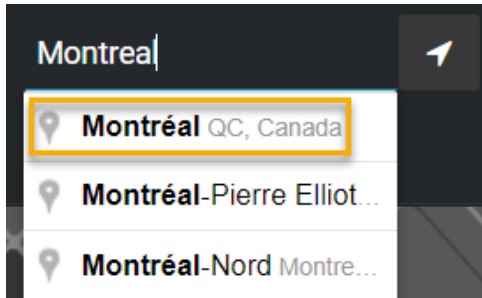 Montreal
Montréal QC, Canada
Montréal-Pierre Elliot...
Montréal-Nord Montre...